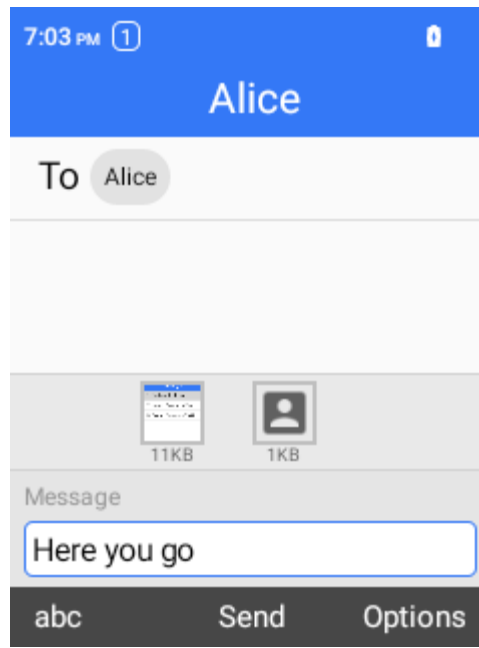 7:03 PM 1
Alice
To Alice
11KB 1KB
Message
Here you go
abc Send Options